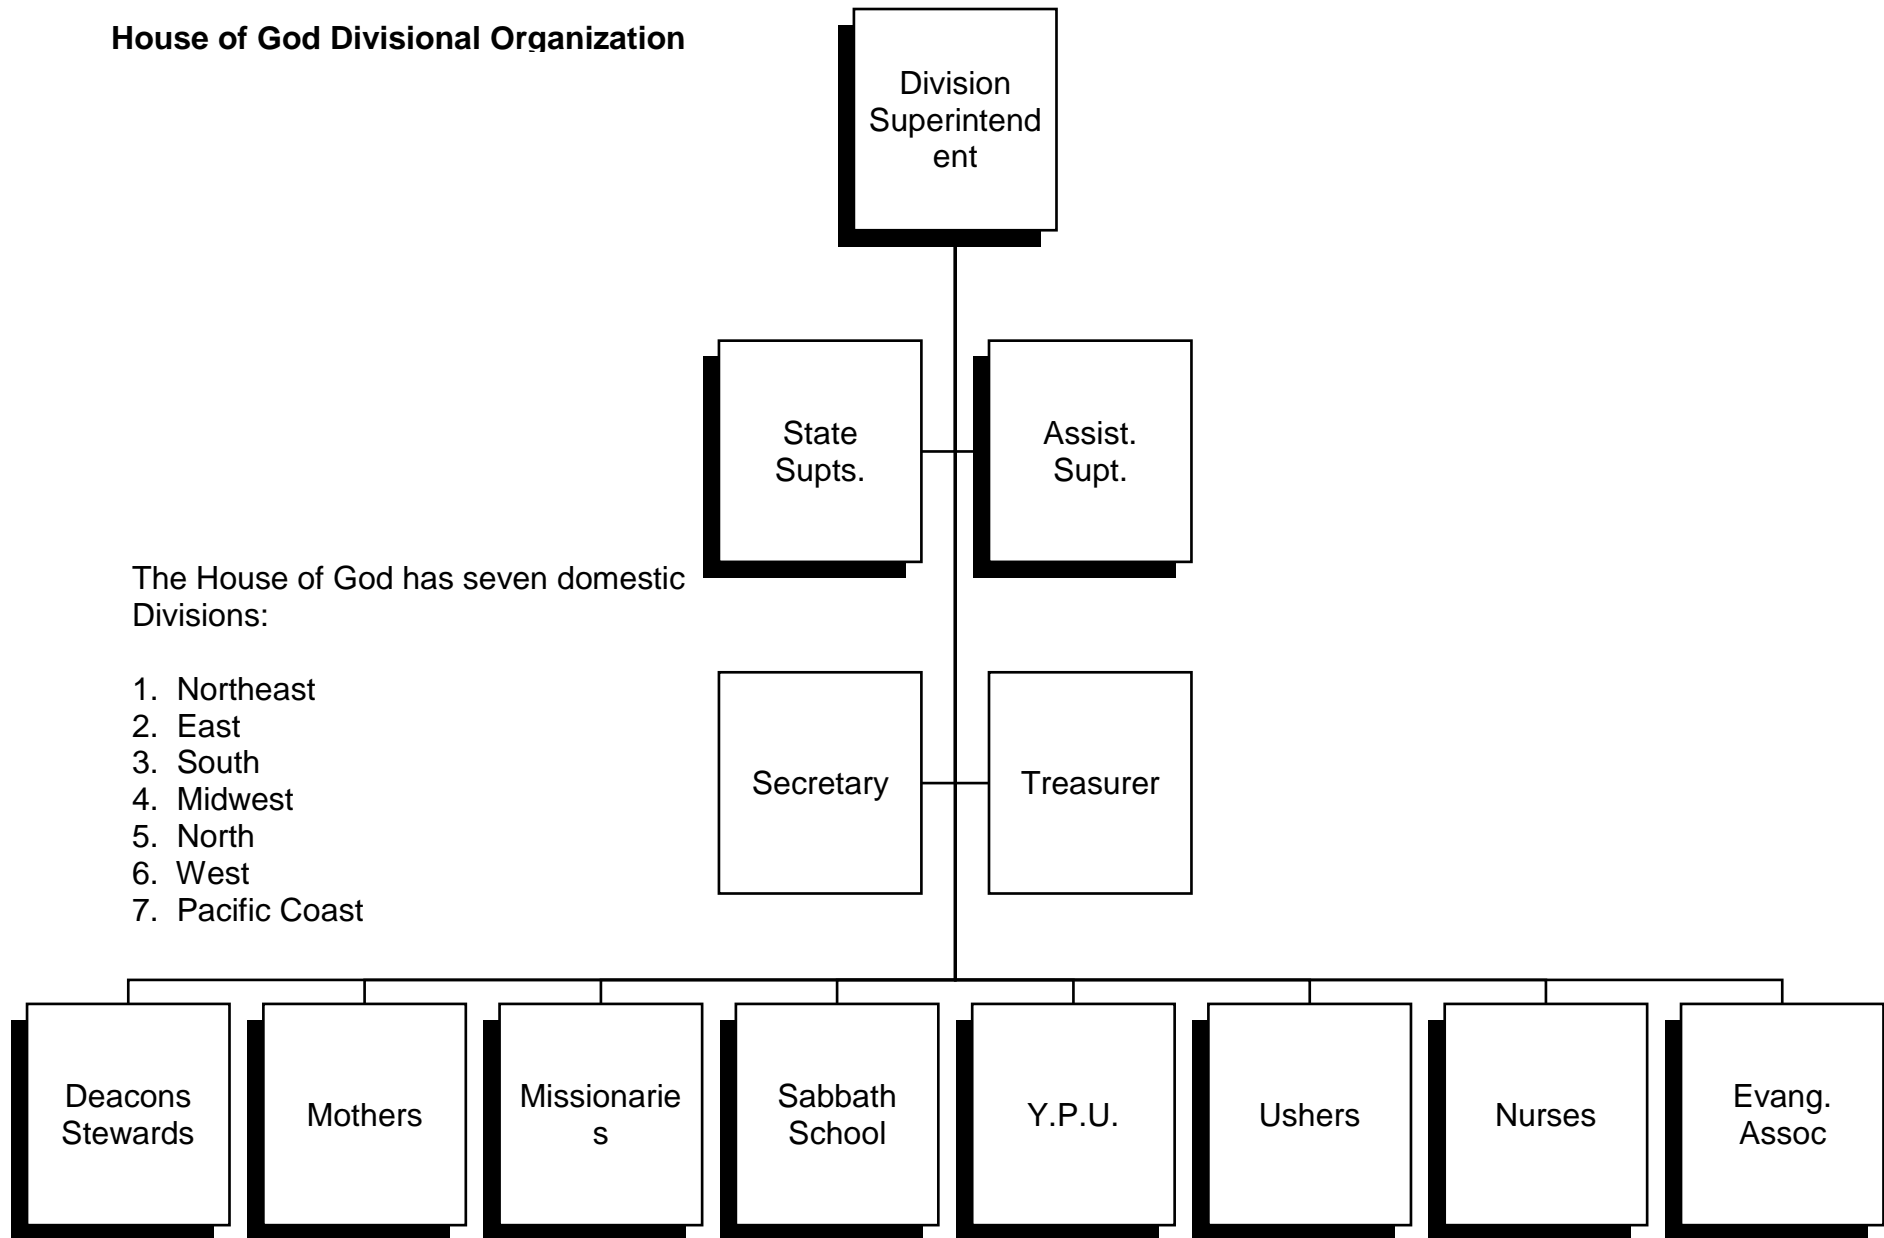 House of God Divisional Organization
Division
Superintend
ent
State
Supts.
Assist.
Supt.
The House of God has seven domestic
Divisions:
1. Northeast
2. East
3. South
4. Midwest
5. North
6. West
7. Pacific Coast
Secretary
Treasurer
Deacons
Stewards
Mothers
Missionarie
s
Sabbath
School
Y.P.U.
Ushers
Nurses
Evang.
Assoc